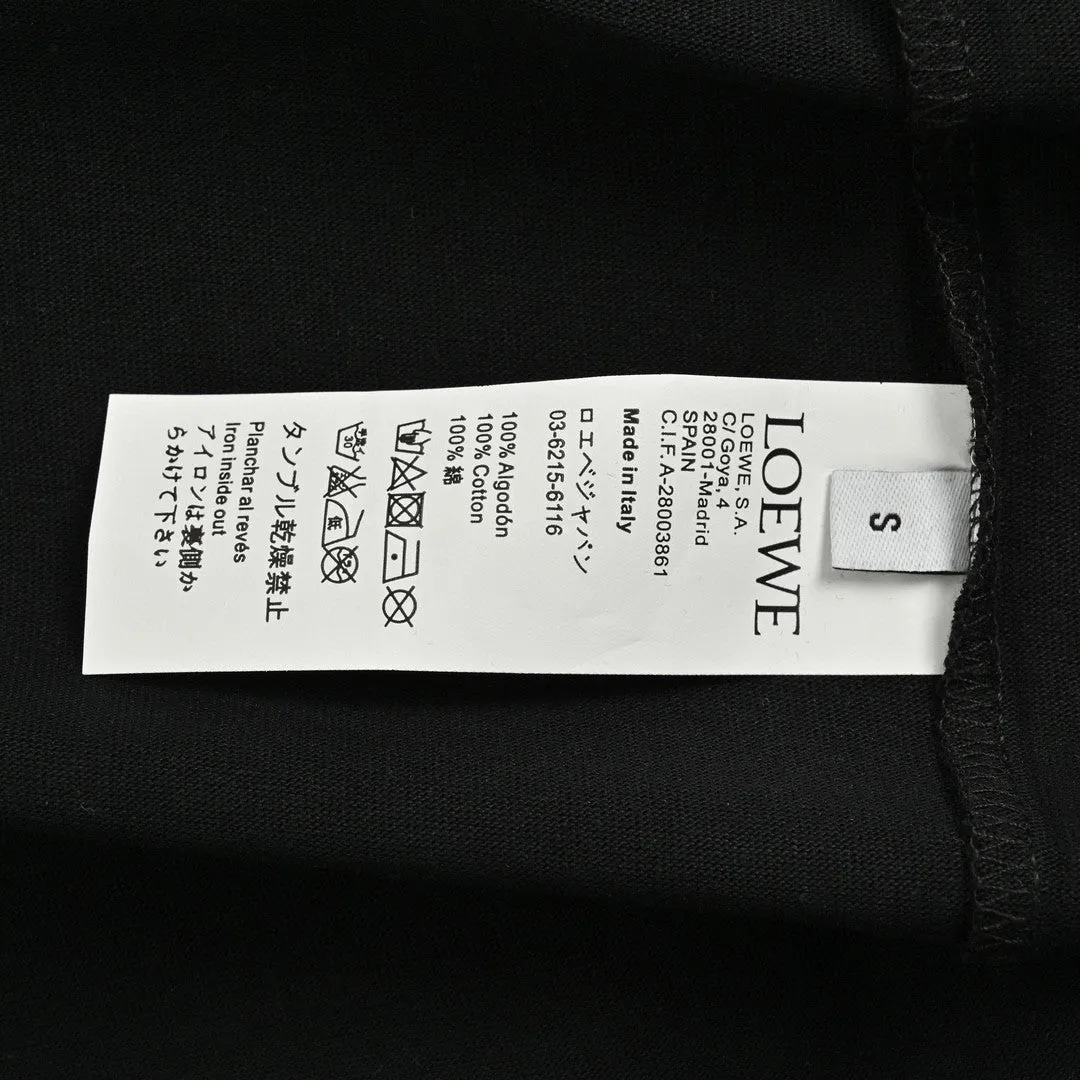 S
LOEWE
LOEWE, S.A.
C/ Goya, 4
28001-Madrid
SPAIN
C.I.F. A-28003861
Made in Italy
ロエベジャパン
03-6215-6116
100% Algodón
100% Cotton
100% 綿
30
低
タンブル乾燥禁止
Planchar al revés
Iron inside out
アイロンは裏側か
らかけて下さい